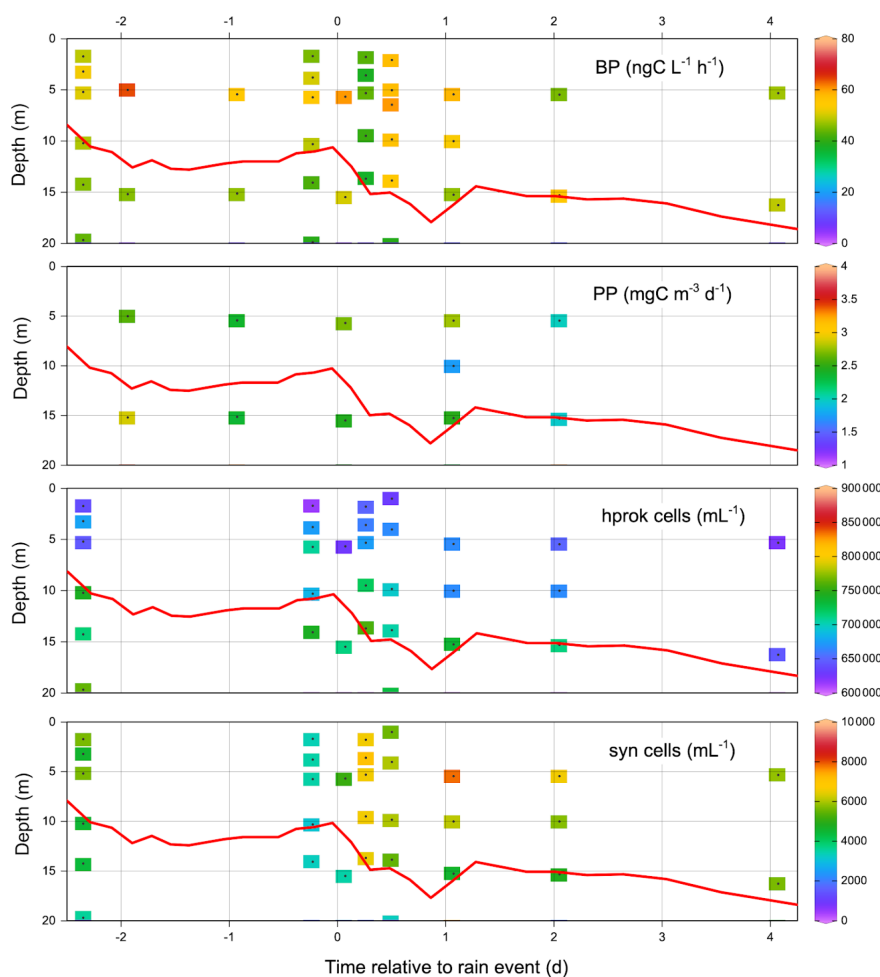 -2 -1 0 1 2 3 4
0 5 10 15 20
Depth (m)
BP (ngC L⁻¹ h⁻¹)
80 60 40 20 0
5 10 15 20
Depth (m)
PP (mgC m⁻³ d⁻¹)
4 3.5 3 2.5 2 1.5 1
0 5 10 15 20
Depth (m)
hprok cells (mL⁻¹)
900 000 850 000 800 000 750 000 700 000 650 000 600 000
0 5 10 15 20
Depth (m)
syn cells (mL⁻¹)
10 000 8000 6000 4000 2000 0
-2 -1 0 1 2 3 4
Time relative to rain event (d)